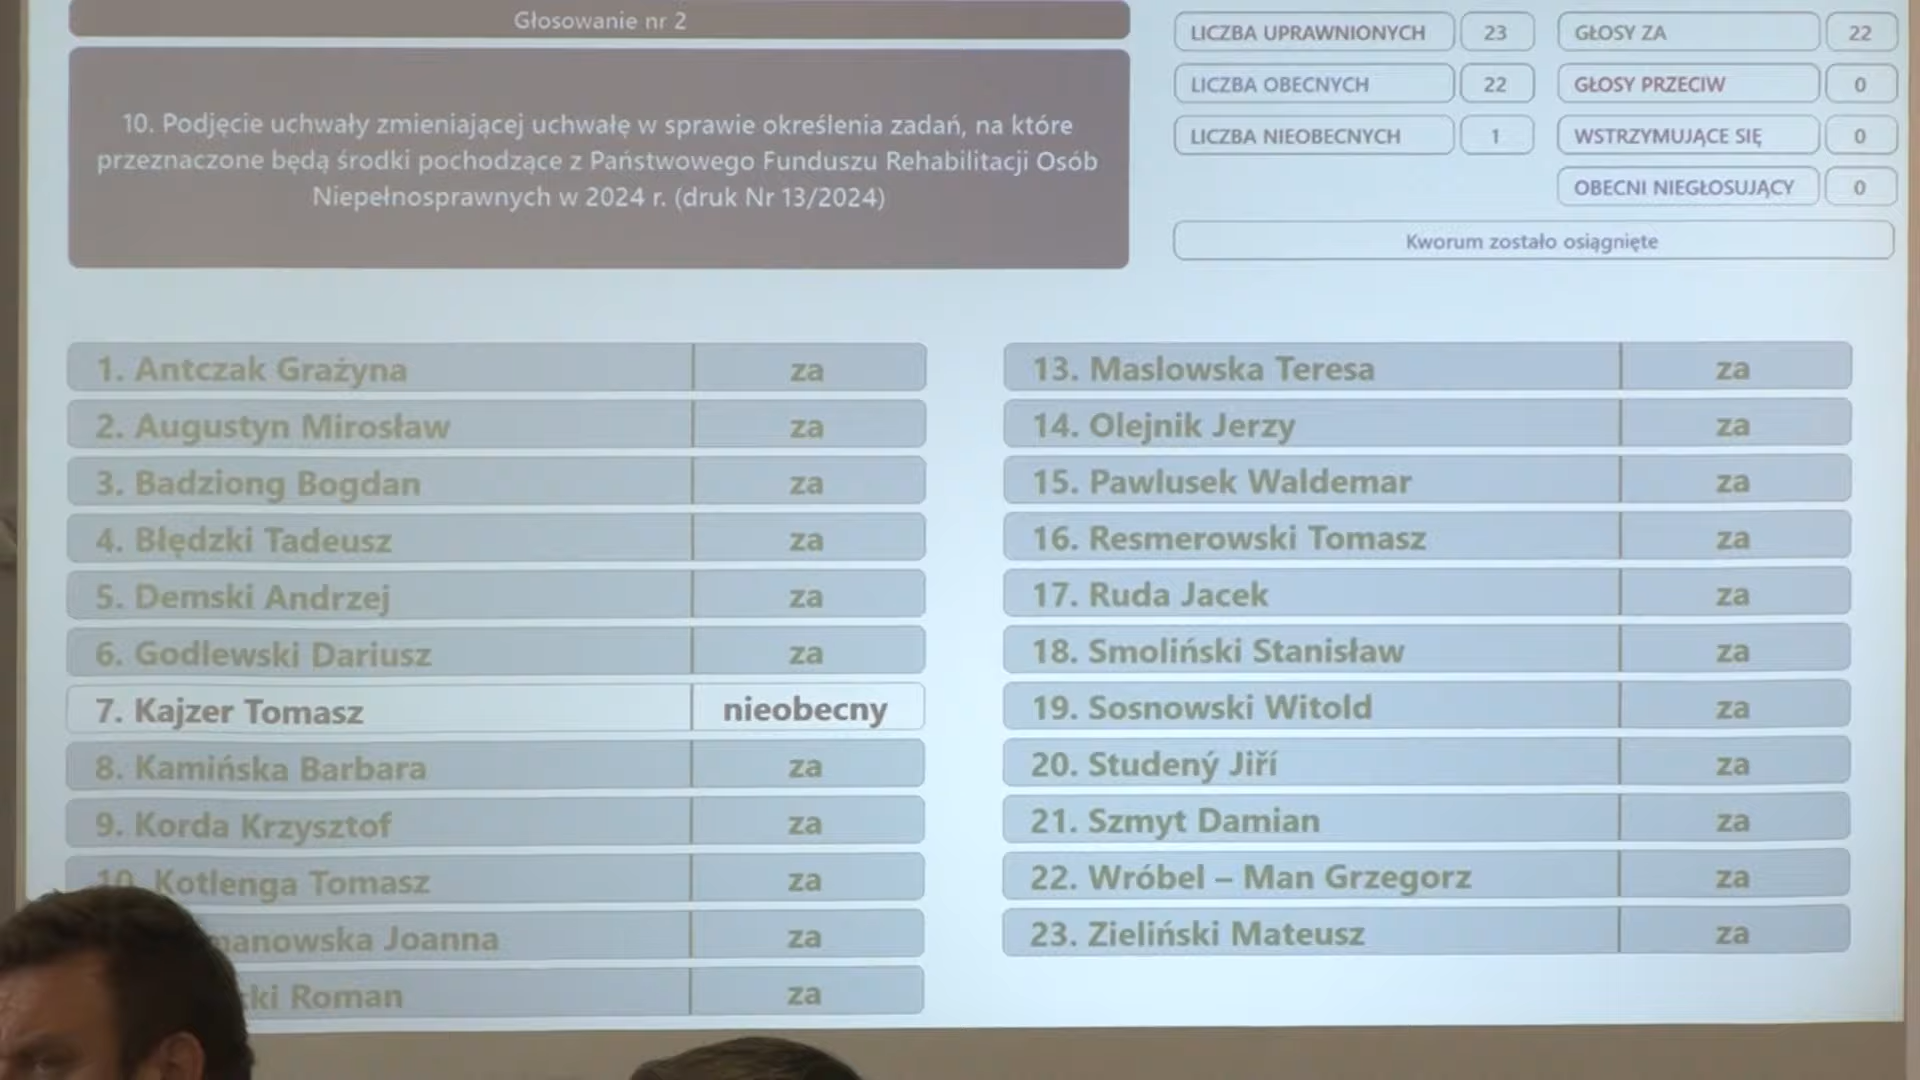 Głosowanie nr 2
10. Podjęcie uchwały zmieniającej uchwałę w sprawie określenia zadań, na które
przeznaczone będą środki pochodzące z Państwowego Funduszu Rehabilitacji Osób
Niepełnosprawnych w 2024 r. (druk Nr 13/2024)
LICZBA UPRAWNIONYCH 23 GŁOSY ZA 22
LICZBA OBECNYCH 22 GŁOSY PRZECIW 0
LICZBA NIEOBECNYCH 1 WSTRZYMUJĄCE SIĘ 0
OBECNI NIEGŁOSUJĄCY 0
Kworum zostało osiągnięte
1. Antczak Grażyna za
2. Augustyn Mirosław za
3. Badziong Bogdan za
4. Błędzki Tadeusz za
5. Demski Andrzej za
6. Godlewski Dariusz za
7. Kajzer Tomasz nieobecny
8. Kamińska Barbara za
9. Korda Krzysztof za
10. Kotlenga Tomasz za
Joanna za
Roman za
13. Maslowska Teresa za
14. Olejnik Jerzy za
15. Pawlusek Waldemar za
16. Resmerowski Tomasz za
17. Ruda Jacek za
18. Smoliński Stanisław za
19. Sosnowski Witold za
20. Studený Jiří za
21. Szmyt Damian za
22. Wróbel – Man Grzegorz za
23. Zieliński Mateusz za